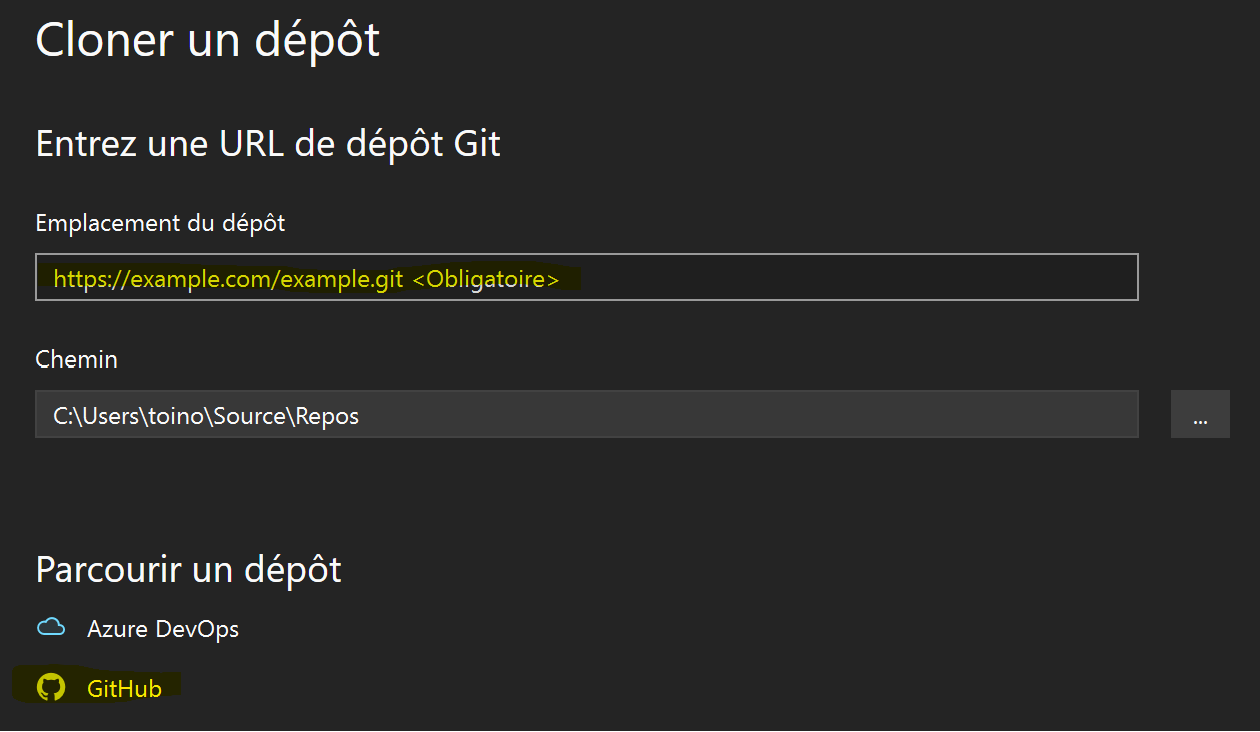 Cloner un dépôt
Entrez une URL de dépôt Git
Emplacement du dépôt
https://example.com/example.git <Obligatoire>
Chemin
C:\Users\toino\Source\Repos
...
Parcourir un dépôt
Azure DevOps
GitHub